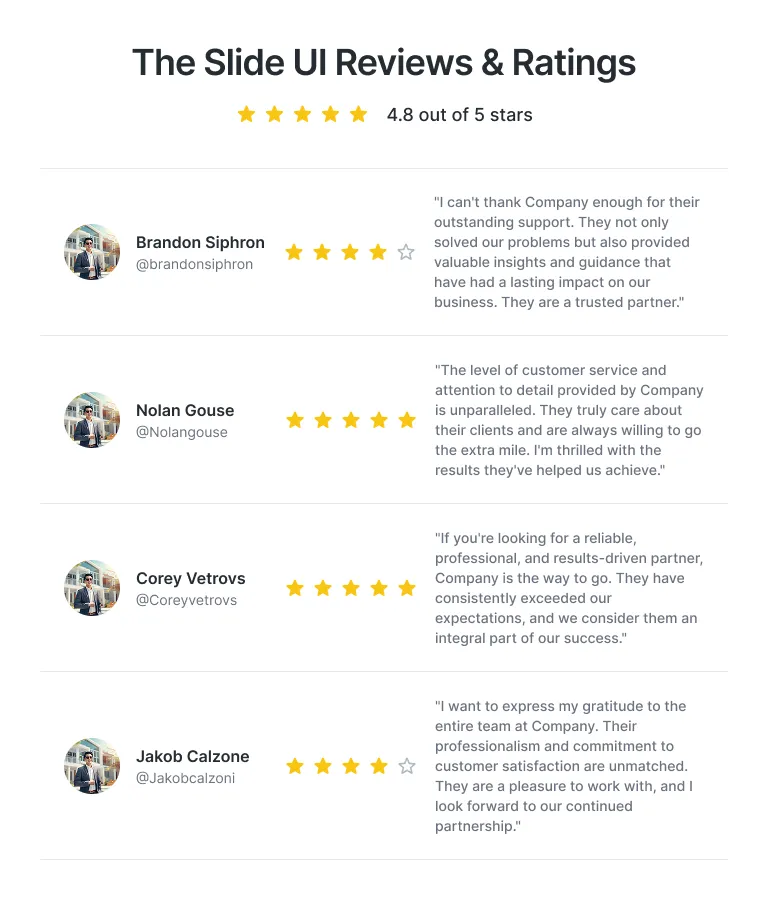 The Slide UI Reviews & Ratings
4.8 out of 5 stars
Brandon Siphron
@brandonsiphron
"I can't thank Company enough for their
outstanding support. They not only
solved our problems but also provided
valuable insights and guidance that
have had a lasting impact on our
business. They are a trusted partner."
Nolan Gouse
@Nolangouse
"The level of customer service and
attention to detail provided by Company
is unparalleled. They truly care about
their clients and are always willing to go
the extra mile. I'm thrilled with the
results they've helped us achieve."
Corey Vetrovs
@Coreyvetrovs
"If you're looking for a reliable,
professional, and results-driven partner,
Company is the way to go. They have
consistently exceeded our
expectations, and we consider them an
integral part of our success."
Jakob Calzone
@Jakobcalzoni
"I want to express my gratitude to the
entire team at Company. Their
professionalism and commitment to
customer satisfaction are unmatched.
They are a pleasure to work with, and I
look forward to our continued
partnership."